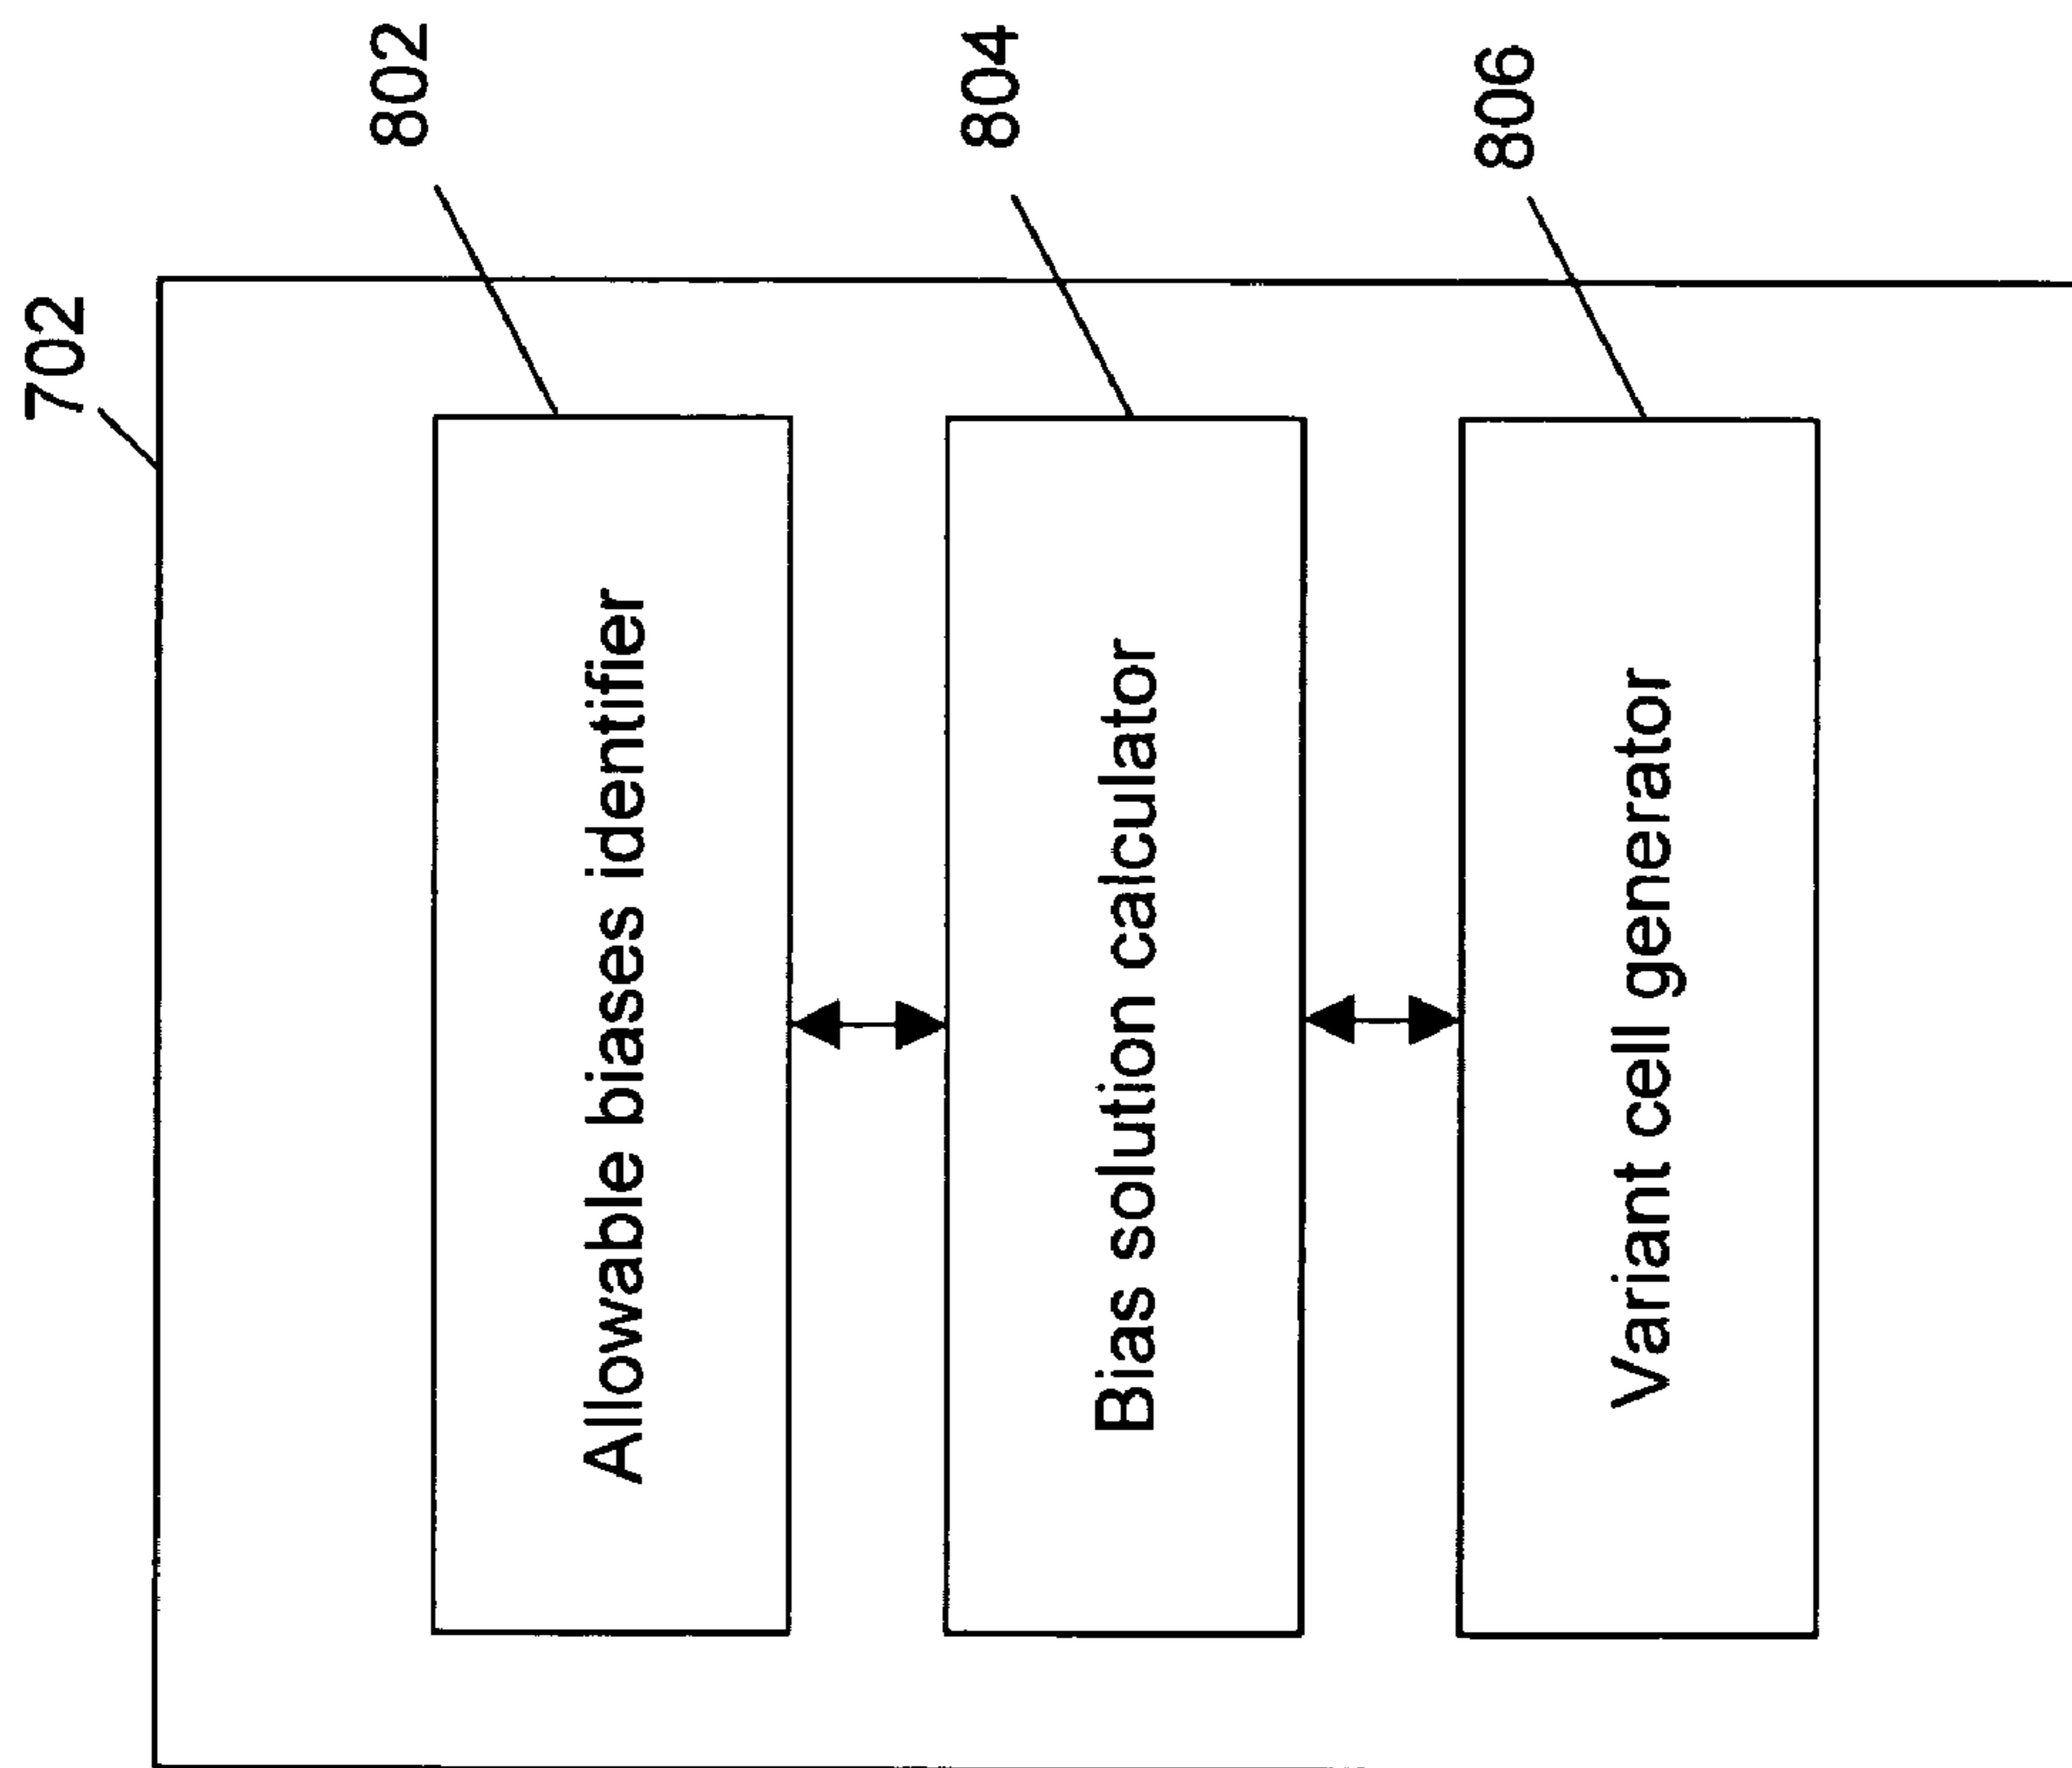 702
802
Allowable biases identifier
804
Bias solution calculator
806
Variant cell generator